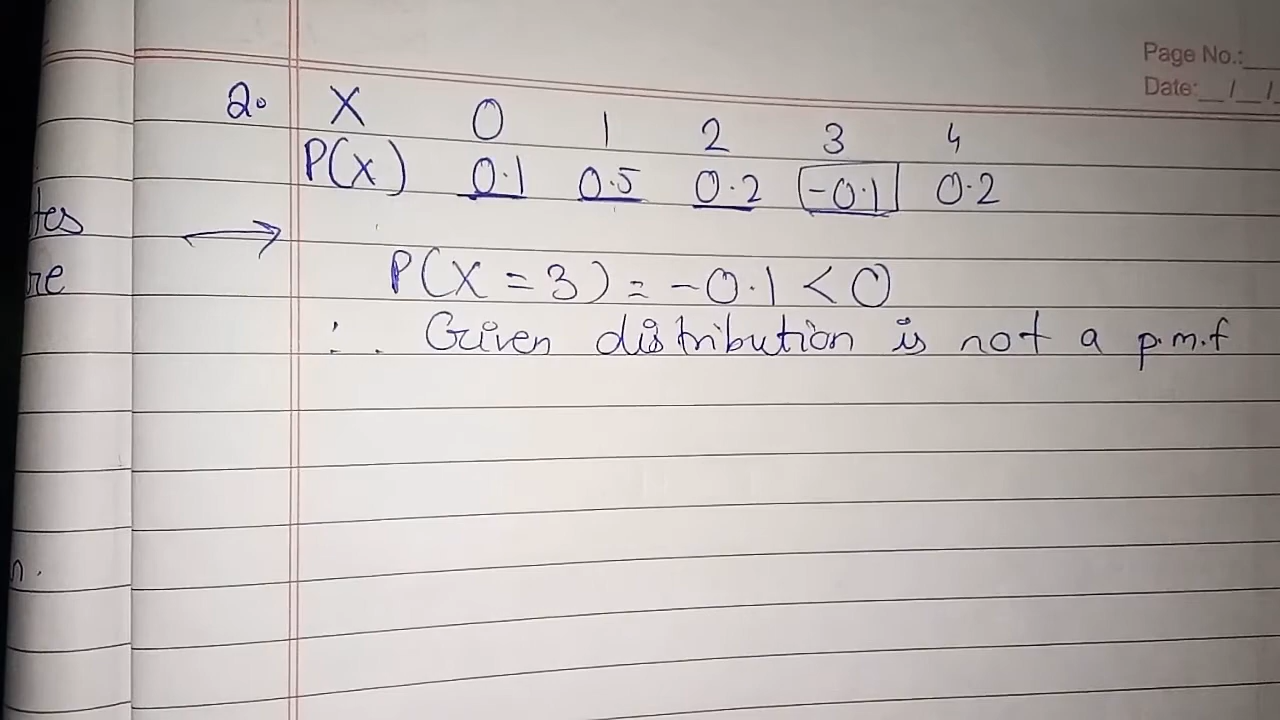 Page No.:
Date: / /
2. X 0 1 2 3 4
P(X) 0.1 0.5 0.2 -0.1 0.2
→ P(X = 3) = -0.1 < 0
∴ Given distribution is not a p.m.f